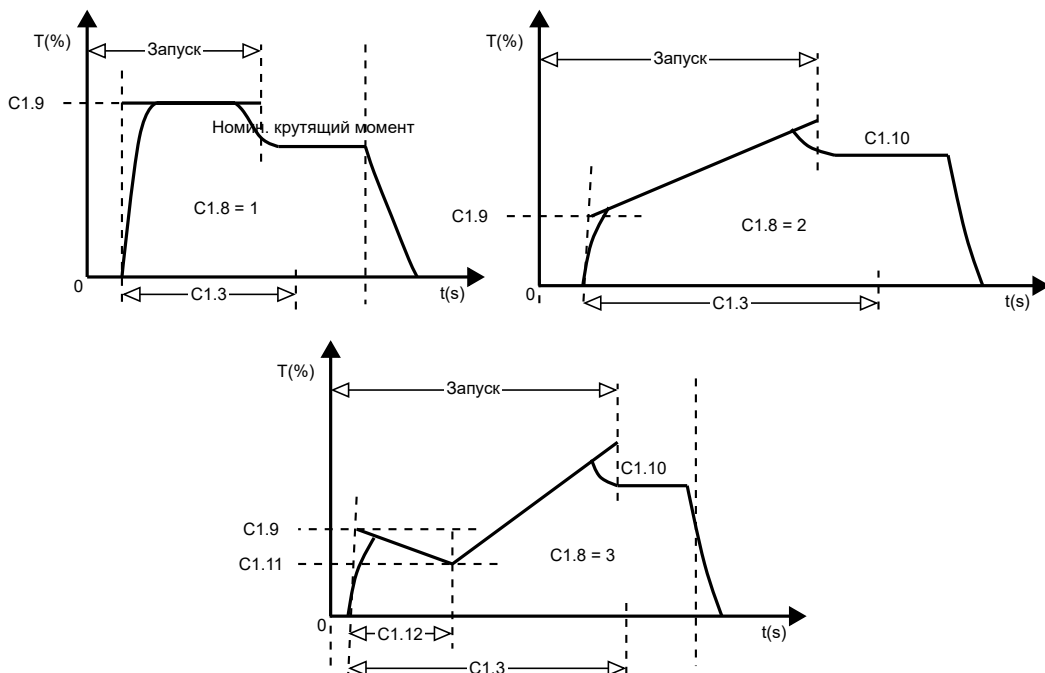 T(%)
Запуск
C1.9
Номин. крутящий момент
C1.8 = 1
0
C1.3
t(s)
T(%)
Запуск
C1.10
C1.9
C1.8 = 2
0
C1.3
t(s)
T(%)
Запуск
C1.10
C1.9
C1.11
C1.8 = 3
0
C1.12
t(s)
C1.3